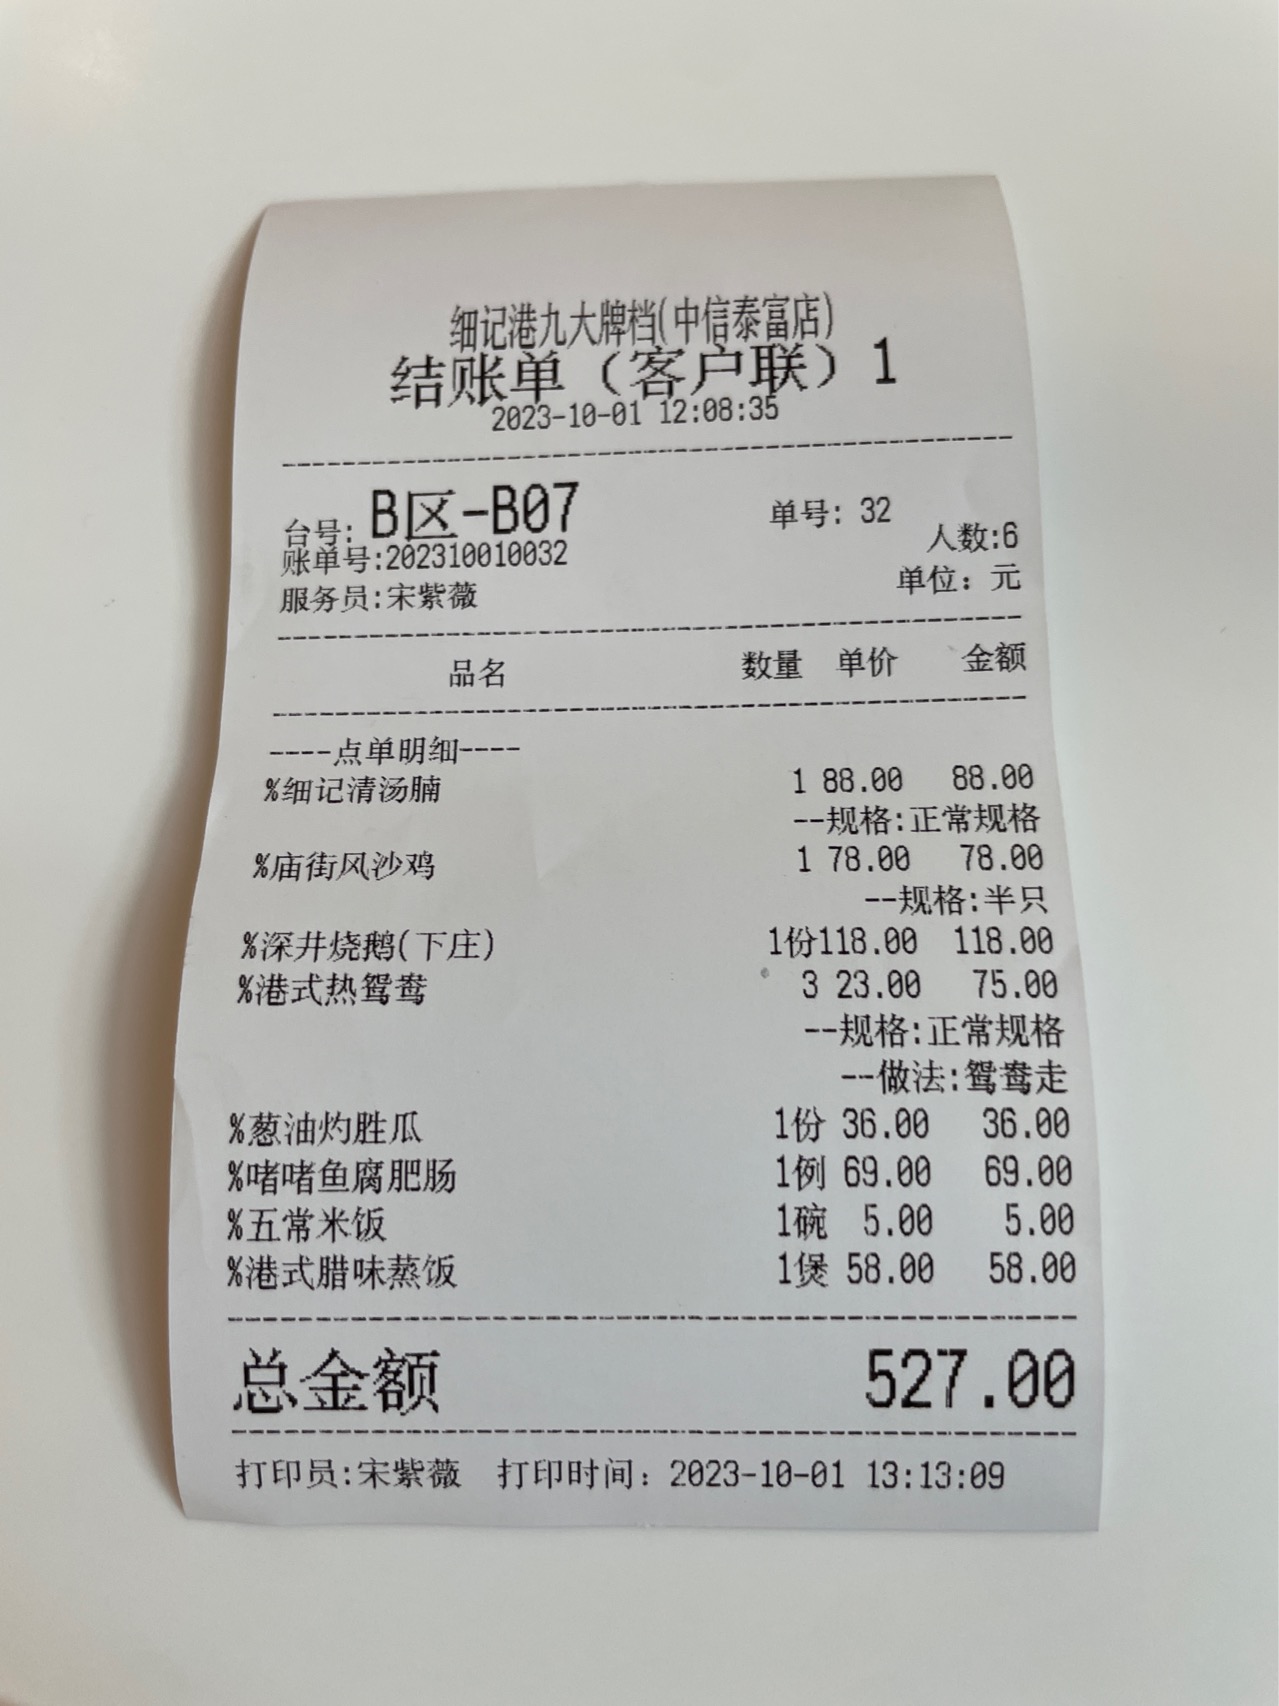 细记港九大牌档(中信泰富店)
结账单（客户联）1
2023-10-01 12:08:35
台号: B区-B07 单号: 32
人数:6
账单号:202310010032
单位: 元
服务员:宋紫薇
品名 数量 单价 金额
----点单明细----
%细记清汤腩 1 88.00 88.00
--规格:正常规格
%庙街风沙鸡 1 78.00 78.00
--规格:半只
%深井烧鹅(下庄) 1份118.00 118.00
%港式热鸳鸯 3 23.00 75.00
--规格:正常规格
--做法:鸳鸯走
%葱油灼胜瓜 1份 36.00 36.00
%啫啫鱼腐肥肠 1例 69.00 69.00
%五常米饭 1碗 5.00 5.00
%港式腊味蒸饭 1煲 58.00 58.00
总金额 527.00
打印员:宋紫薇 打印时间: 2023-10-01 13:13:09